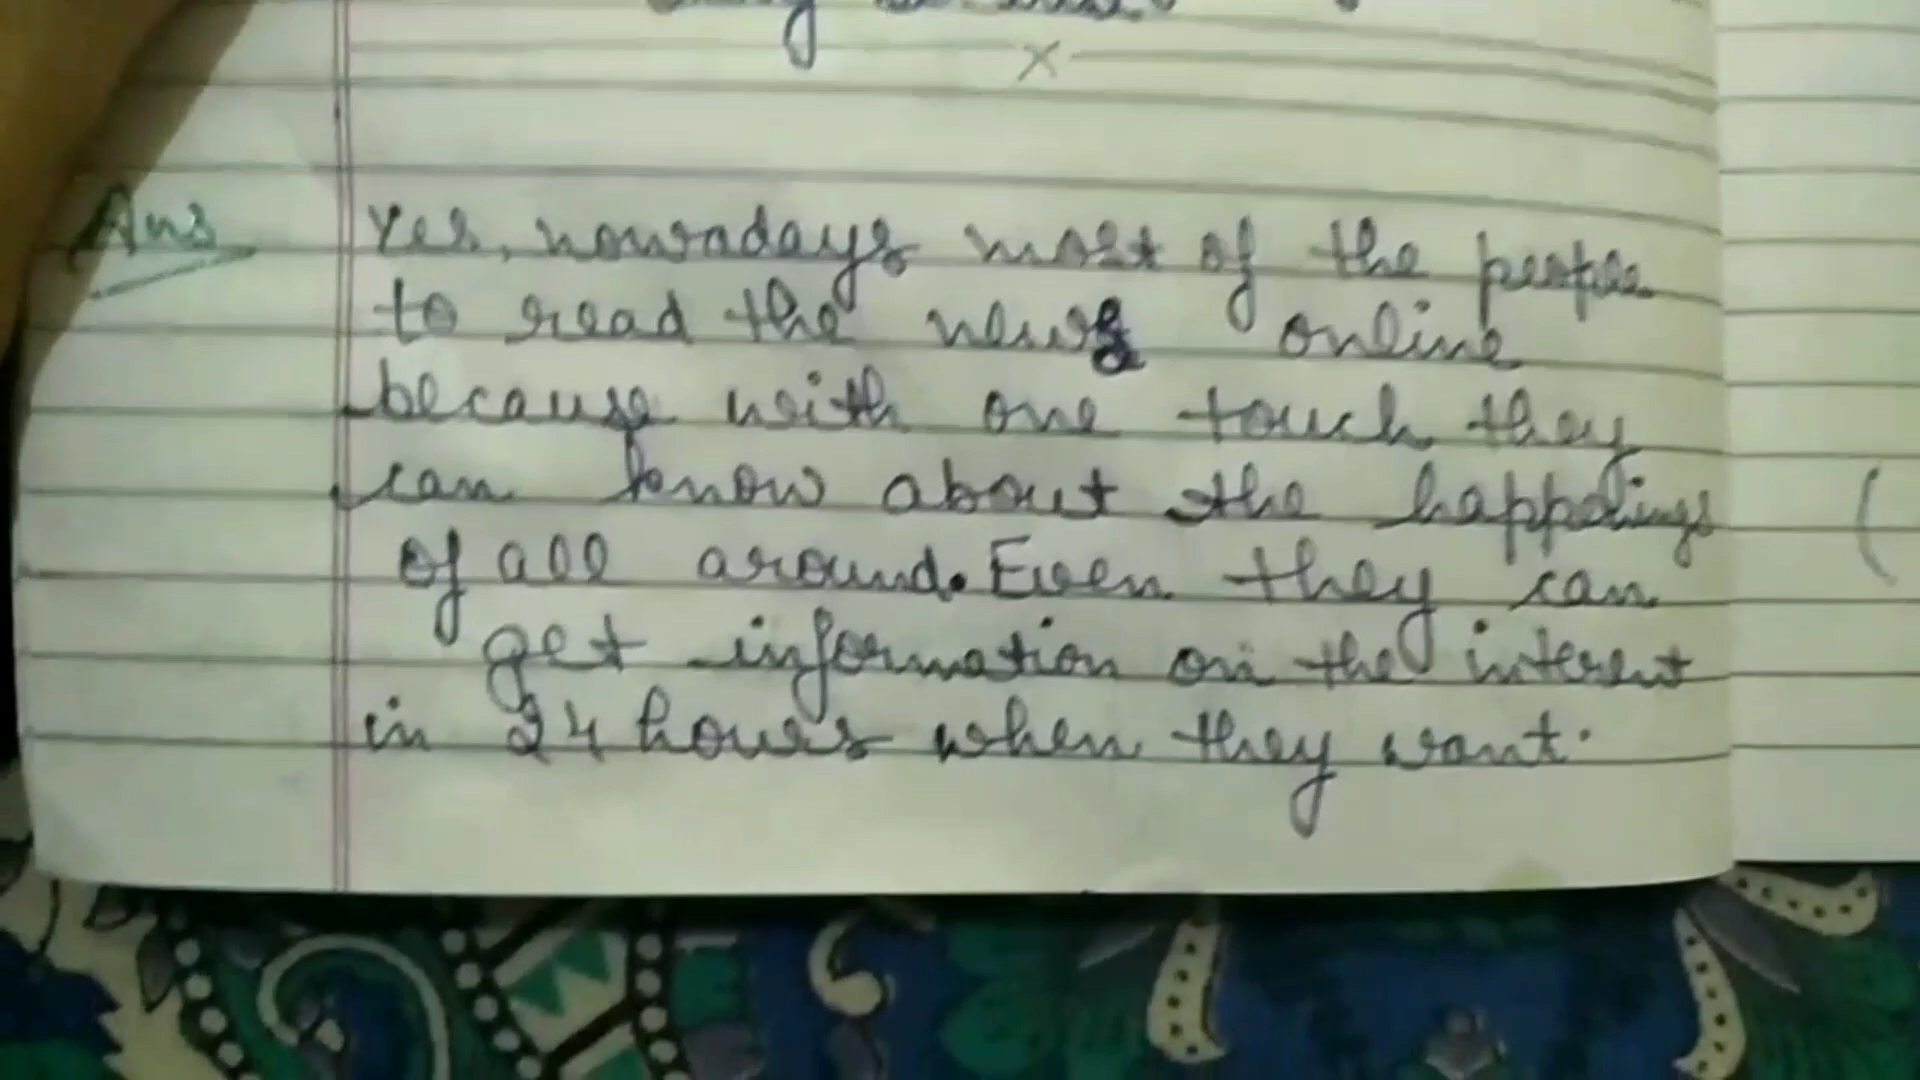 x
Ans Yes, nowadays most of the people
to read the news online
because with one touch they
can know about the happenings
of all around. Even they can
get information on the interent
in 24 hours when they want.
(